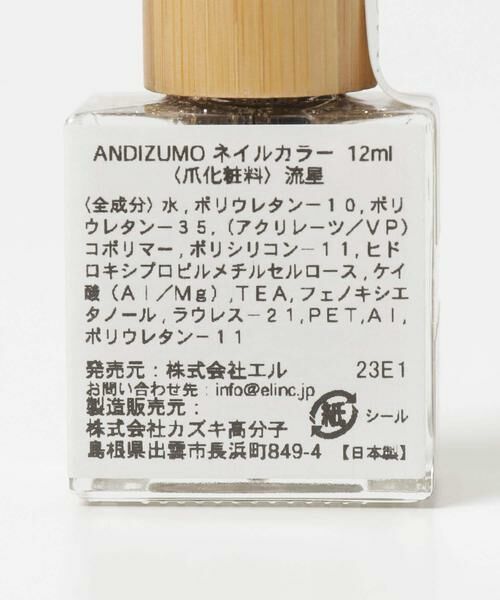 ANDIZUMO ネイルカラー 12ml
〈爪化粧料〉流星
〈全成分〉水,ポリウレタン－１０,ポリ
ウレタン－３５,（アクリレーツ／ＶＰ）
コポリマー,ポリシリコン－１１,ヒド
ロキシプロピルメチルセルロース,ケイ
酸（Ａｌ／Ｍｇ）,ＴＥＡ,フェノキシエ
タノール,ラウレス－２１,ＰＥＴ,Ａｌ,
ポリウレタン－１１
発売元：株式会社エル 23E1
お問い合わせ先：info@elinc.jp
製造販売元：
紙 シール
株式会社カズキ高分子
島根県出雲市長浜町849-4 【日本製】